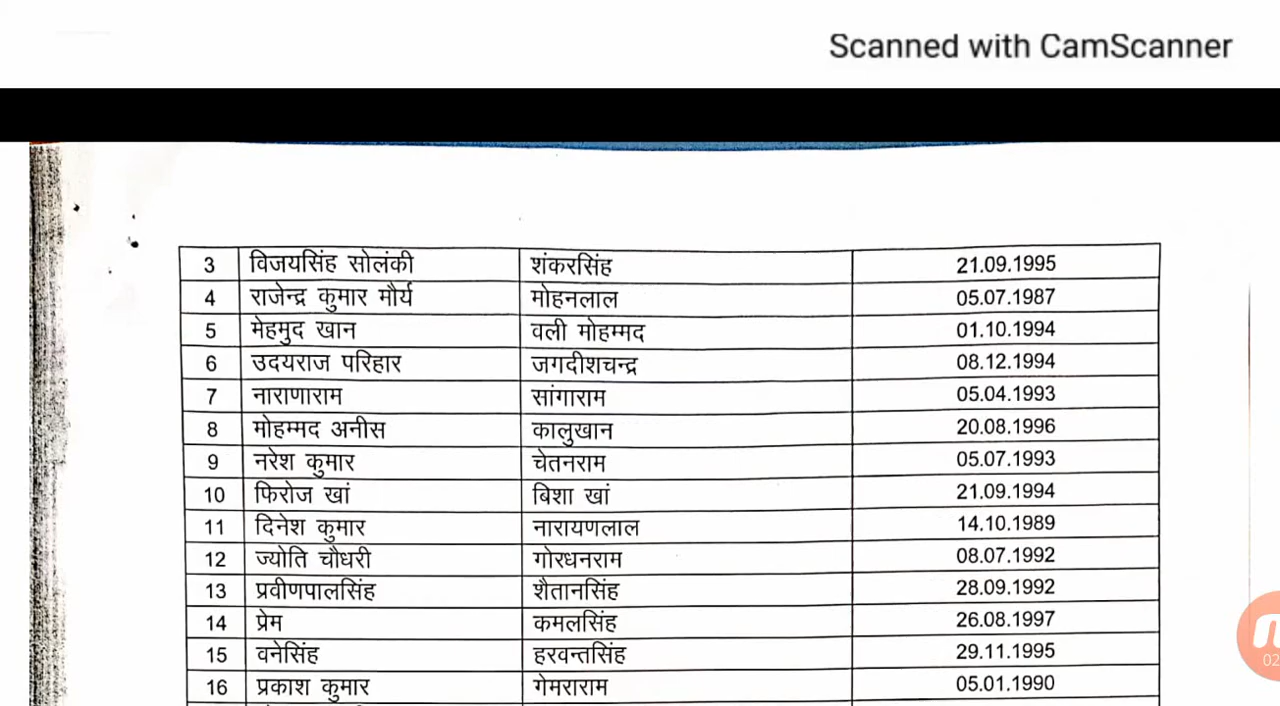 Scanned with CamScanner
3 विजयसिंह सोलंकी शंकरसिंह 21.09.1995
4 राजेन्द्र कुमार मौर्य मोहनलाल 05.07.1987
5 मेहमुद खान वली मोहम्मद 01.10.1994
6 उदयराज परिहार जगदीशचन्द्र 08.12.1994
7 नाराणाराम सांगाराम 05.04.1993
8 मोहम्मद अनीस कालुखान 20.08.1996
9 नरेश कुमार चेतनराम 05.07.1993
10 फिरोज खां बिशा खां 21.09.1994
11 दिनेश कुमार नारायणलाल 14.10.1989
12 ज्योति चौधरी गोरधनराम 08.07.1992
13 प्रवीणपालसिंह शैतानसिंह 28.09.1992
14 प्रेम कमलसिंह 26.08.1997
15 वनेसिंह हरवन्तसिंह 29.11.1995
16 प्रकाश कुमार गेमराराम 05.01.1990
02